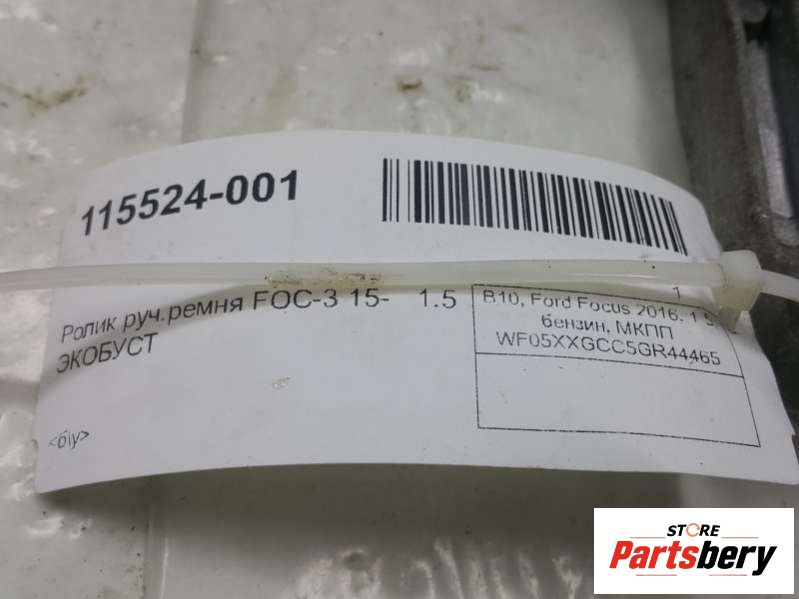 115524-001
1
Ролик руч.ремня FOC-3 15- 1.5
ЭКОБУСТ
B10, Ford Focus 2016, 1.5,
бензин, МКПП
WF05XXGCC5GR44465
<бiу>
STORE
Partsbery